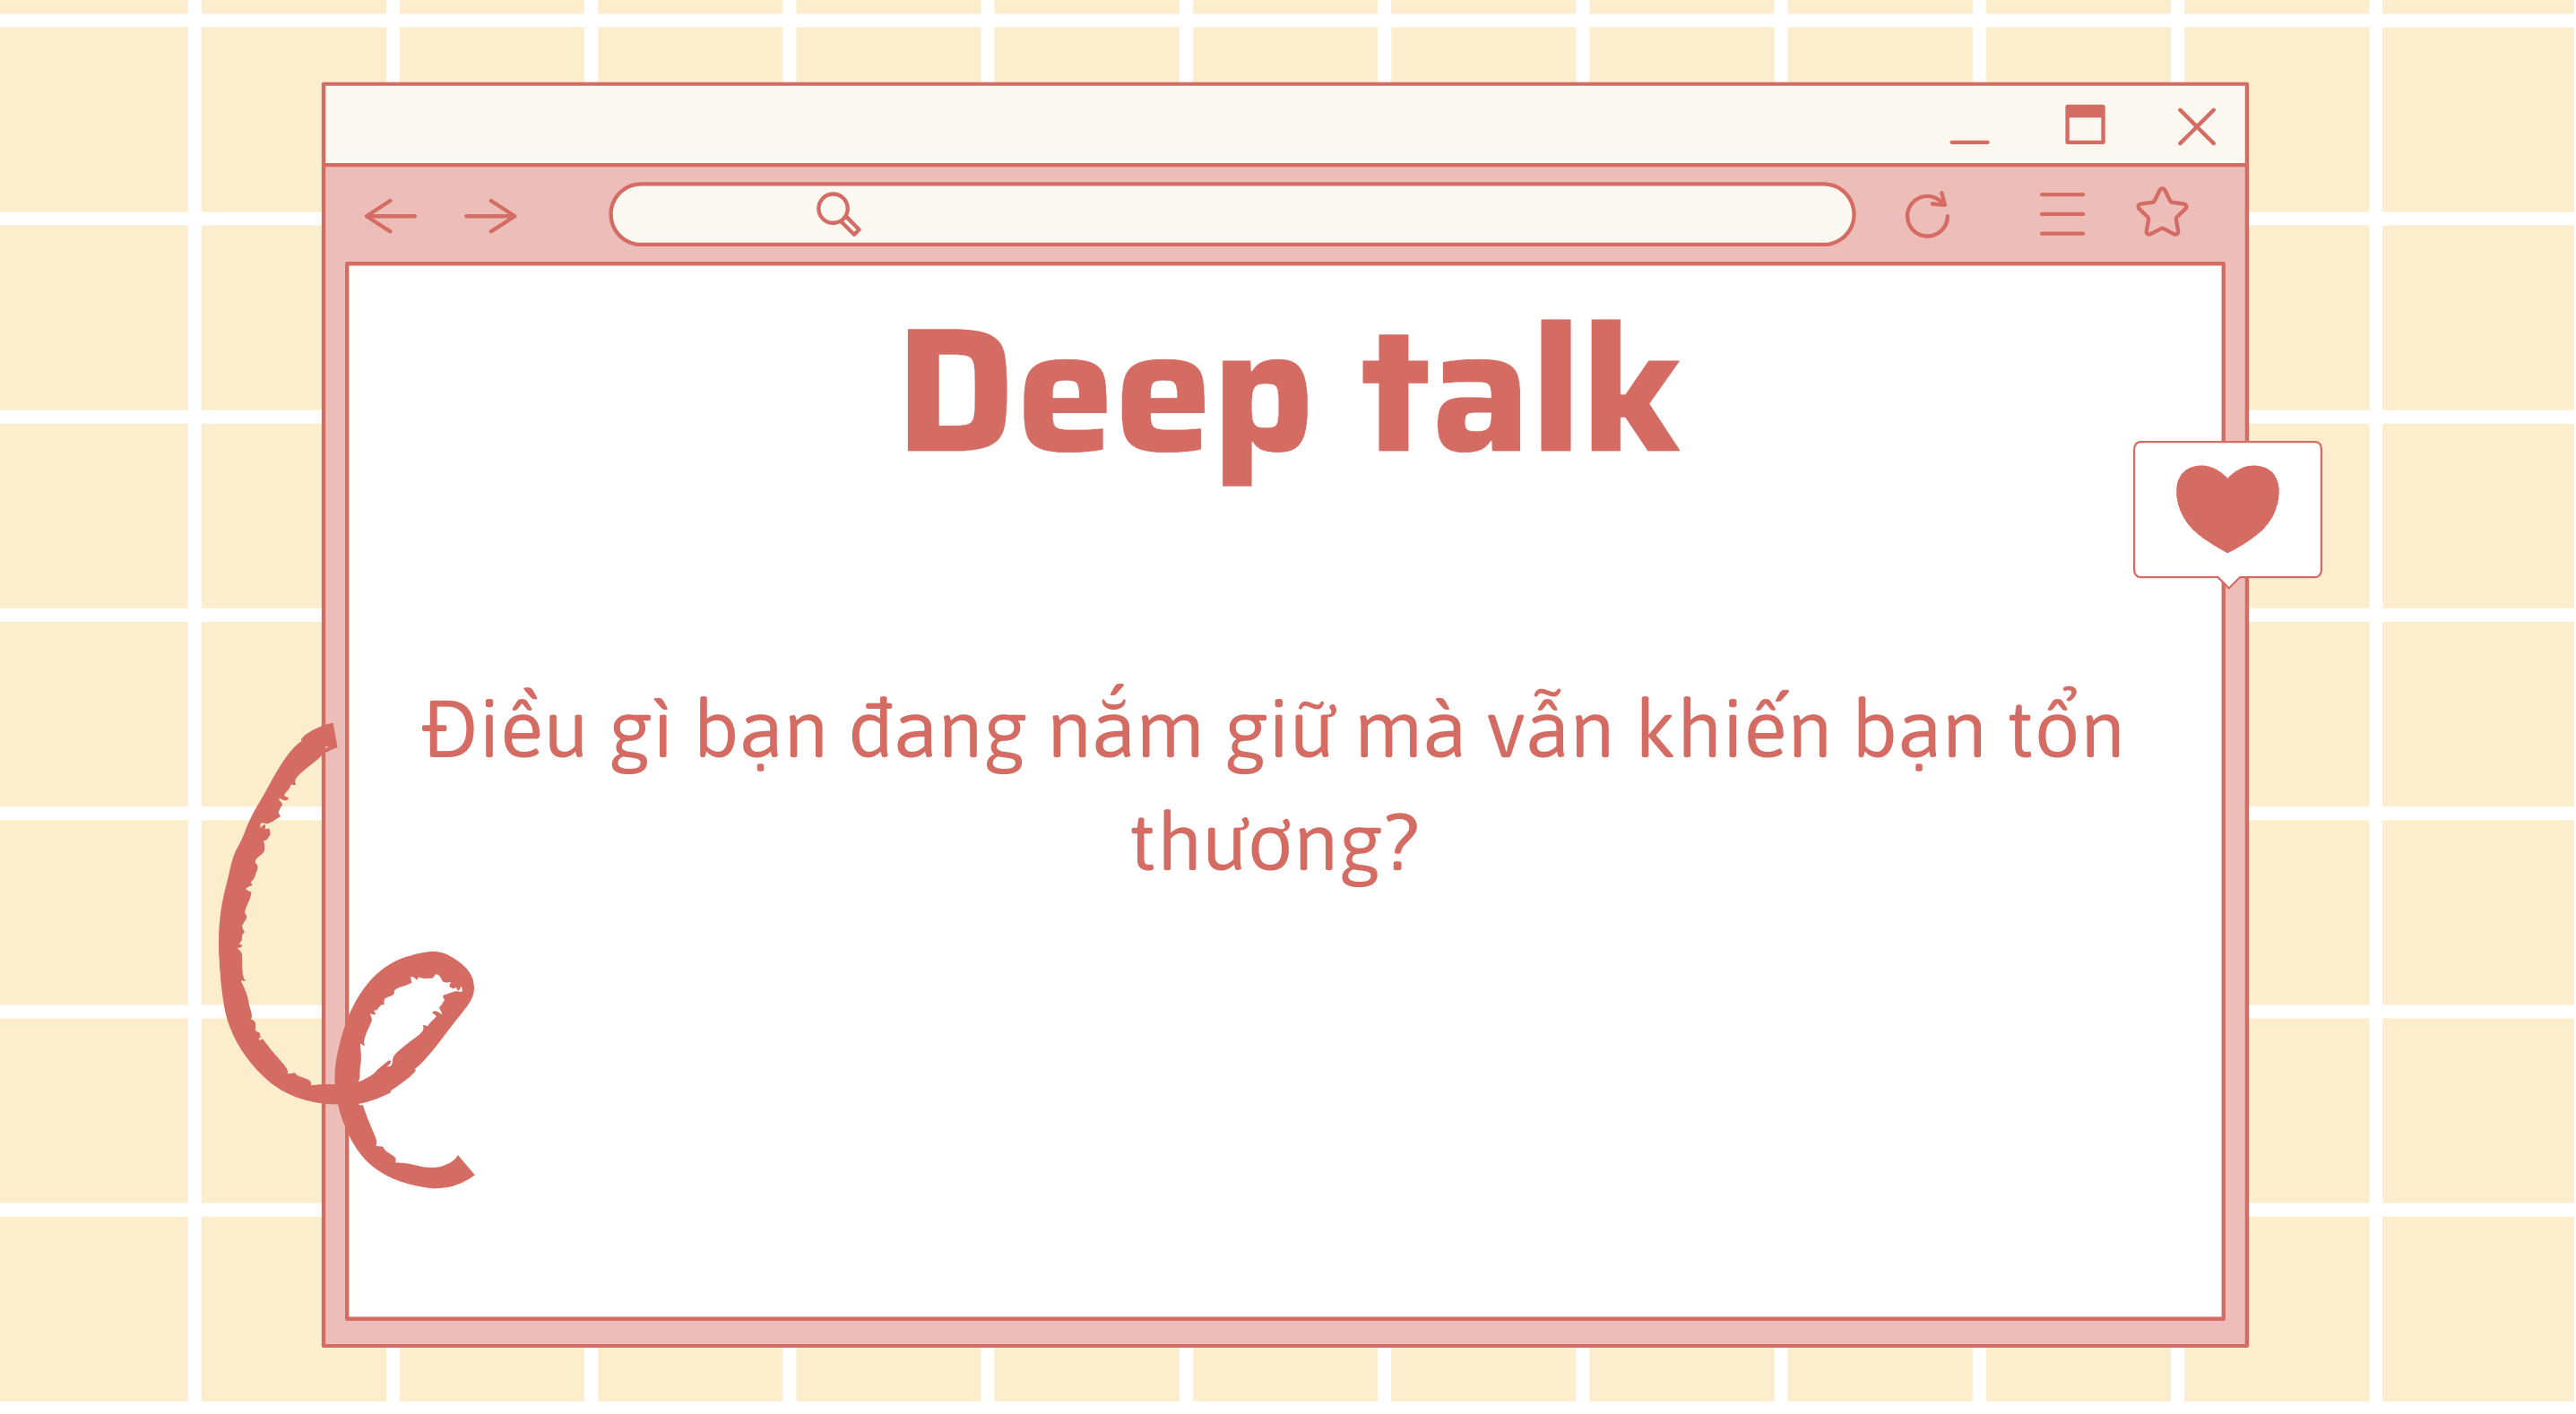 Deep talk
Điều gì bạn đang nắm giữ mà vẫn khiến bạn tổn
thương?